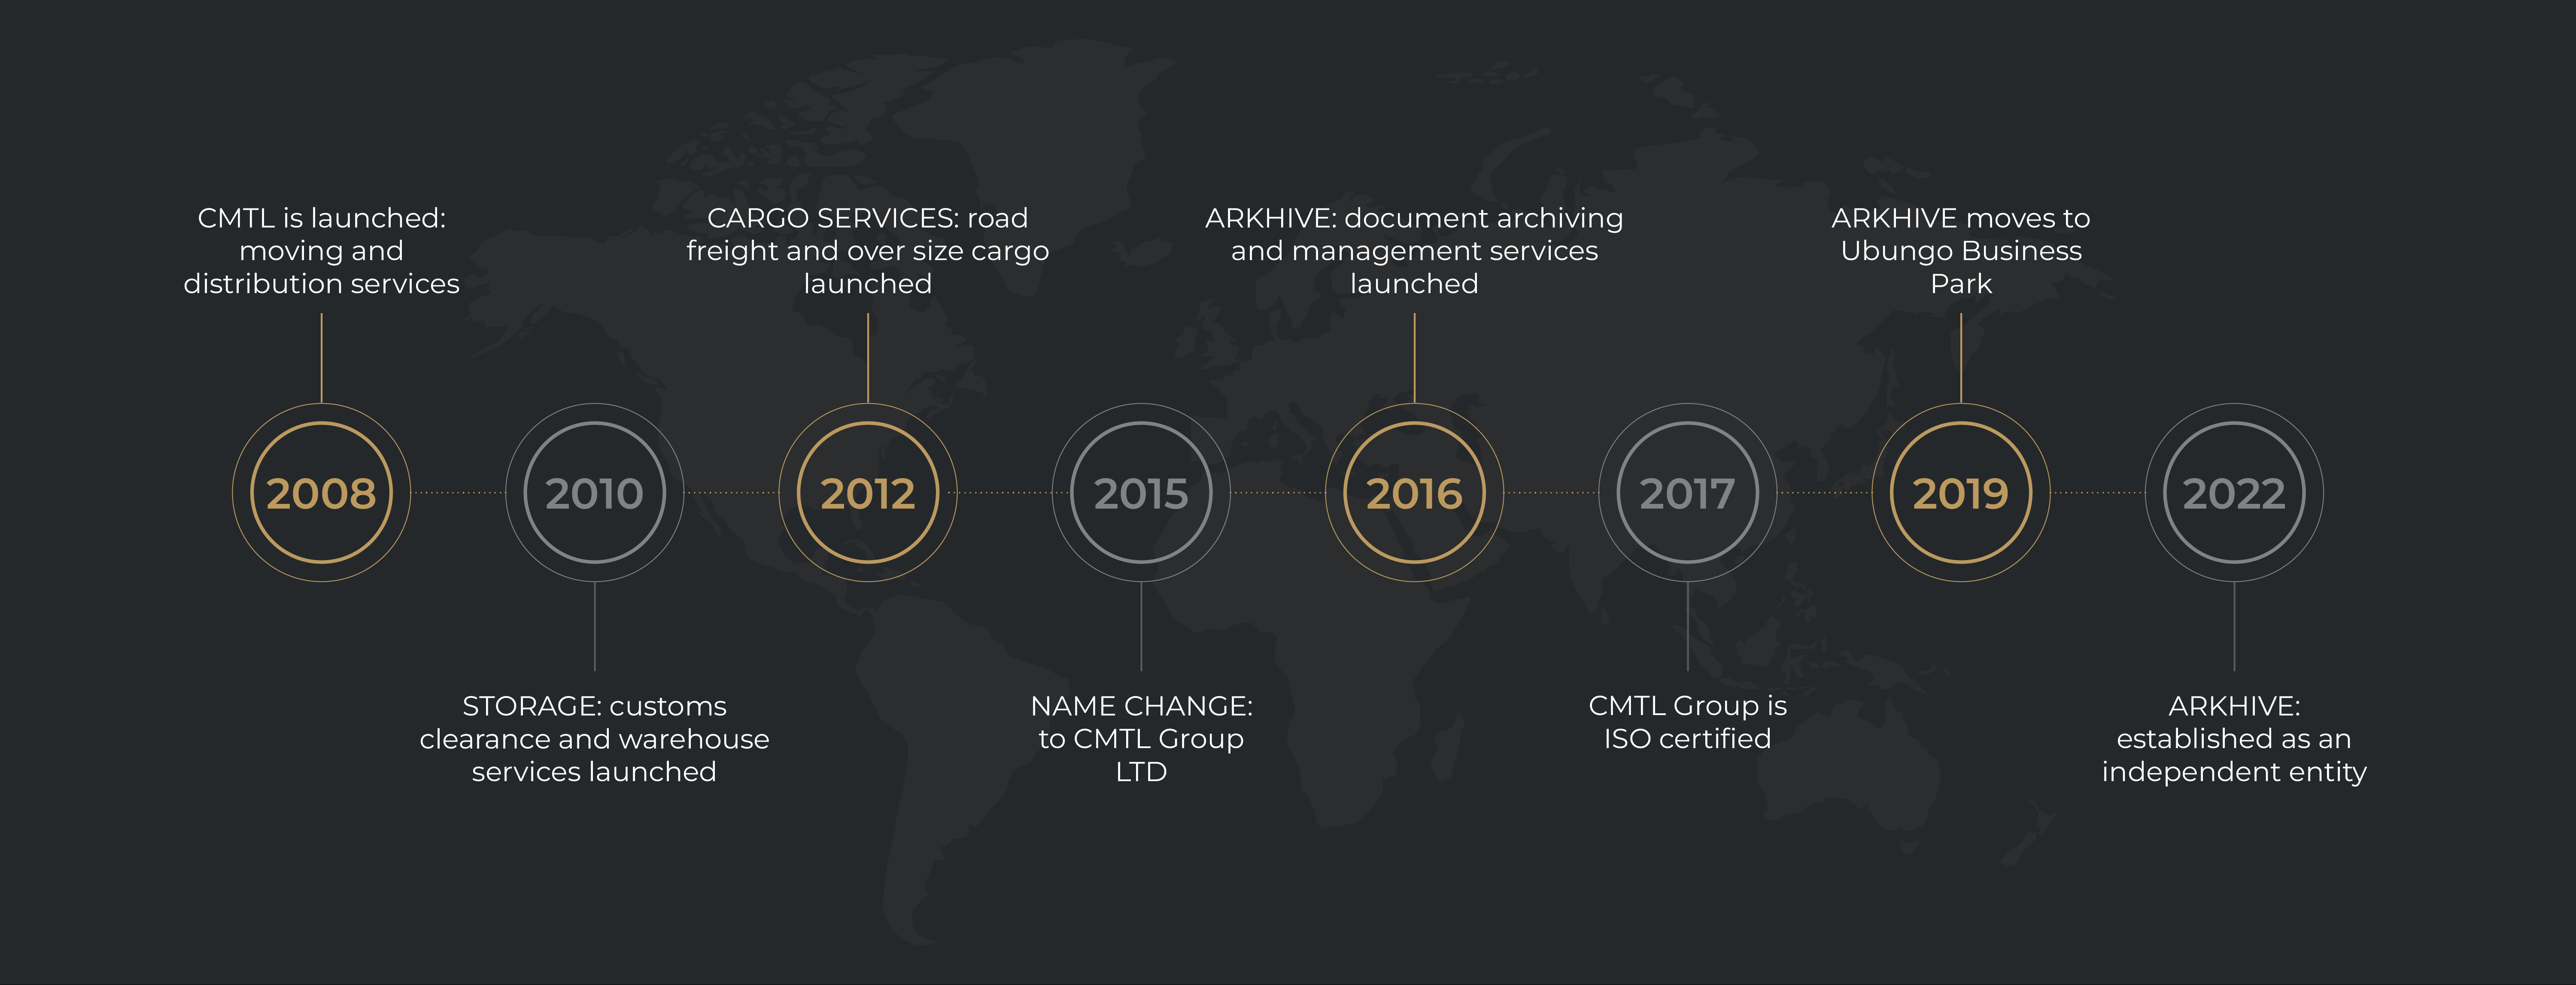 CMTL is launched:
moving and
distribution services
2008
STORAGE: customs
clearance and warehouse
services launched
2010
CARGO SERVICES: road
freight and over size cargo
launched
2012
NAME CHANGE:
to CMTL Group
LTD
2015
ARKHIVE: document archiving
and management services
launched
2016
CMTL Group is
ISO certified
2017
ARKHIVE moves to
Ubungo Business
Park
2019
ARKHIVE:
established as an
independent entity
2022